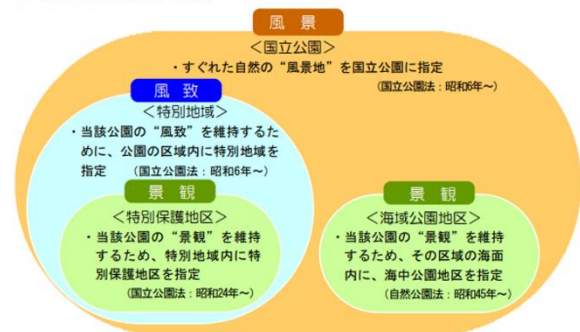 風 景
＜国立公園＞
・すぐれた自然の“風景地”を国立公園に指定
（国立公園法：昭和6年～）
風 致
＜特別地域＞
・当該公園の“風致”を維持するた
めに、公園の区域内に特別地域を
指定　（国立公園法：昭和6年～）
景 観
＜特別保護地区＞
・当該公園の“景観”を維持
するため、特別地域内に特
別保護地区を指定
（国立公園法：昭和24年～）
景 観
＜海域公園地区＞
・当該公園の“景観”を維持
するため、その区域の海面
内に、海中公園地区を指定
（自然公園法：昭和45年～）